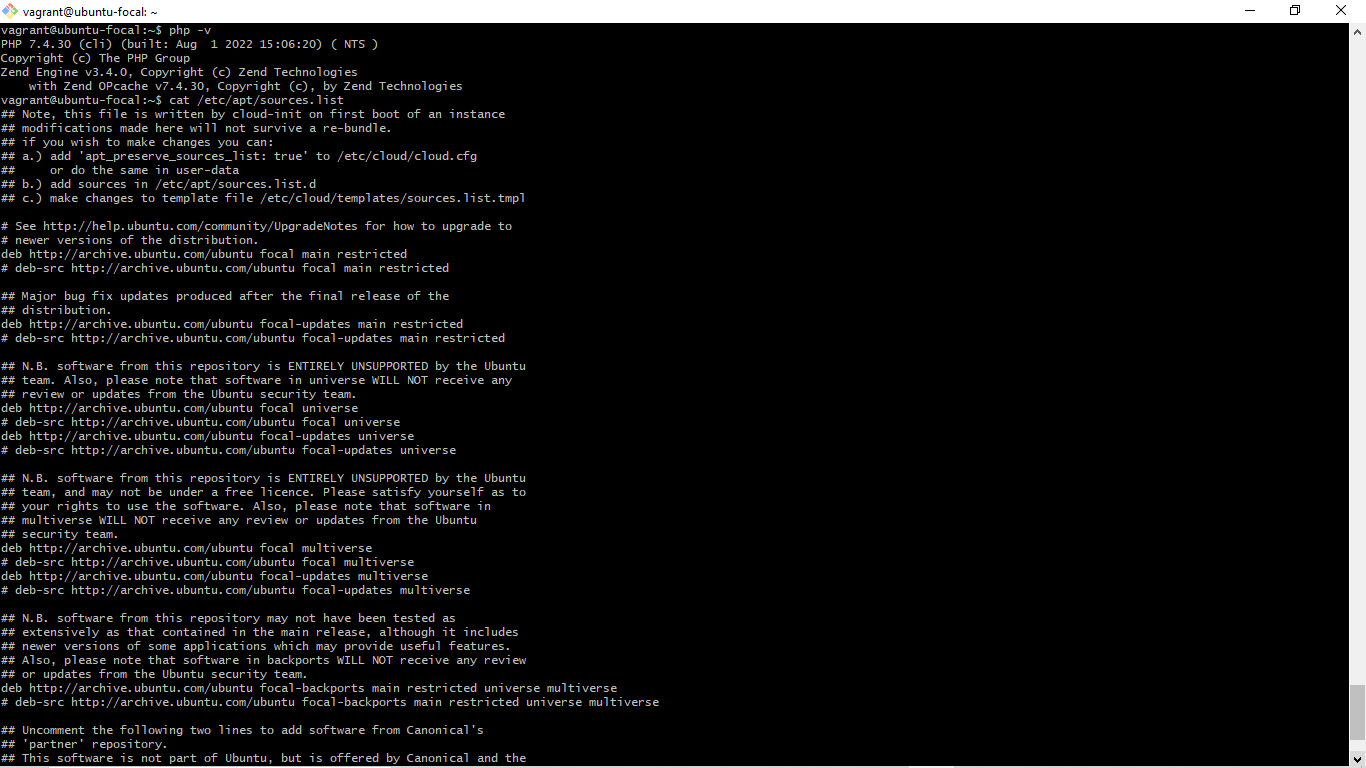 vagrant@ubuntu-focal: ~
vagrant@ubuntu-focal:~$ php -v
PHP 7.4.30 (cli) (built: Aug  1 2022 15:06:20) ( NTS )
Copyright (c) The PHP Group
Zend Engine v3.4.0, Copyright (c) Zend Technologies
    with Zend OPcache v7.4.30, Copyright (c), by Zend Technologies
vagrant@ubuntu-focal:~$ cat /etc/apt/sources.list
## Note, this file is written by cloud-init on first boot of an instance
## modifications made here will not survive a re-bundle.
## if you wish to make changes you can:
## a.) add 'apt_preserve_sources_list: true' to /etc/cloud/cloud.cfg
##     or do the same in user-data
## b.) add sources in /etc/apt/sources.list.d
## c.) make changes to template file /etc/cloud/templates/sources.list.tmpl

# See http://help.ubuntu.com/community/UpgradeNotes for how to upgrade to
# newer versions of the distribution.
deb http://archive.ubuntu.com/ubuntu focal main restricted
# deb-src http://archive.ubuntu.com/ubuntu focal main restricted

## Major bug fix updates produced after the final release of the
## distribution.
deb http://archive.ubuntu.com/ubuntu focal-updates main restricted
# deb-src http://archive.ubuntu.com/ubuntu focal-updates main restricted

## N.B. software from this repository is ENTIRELY UNSUPPORTED by the Ubuntu
## team. Also, please note that software in universe WILL NOT receive any
## review or updates from the Ubuntu security team.
deb http://archive.ubuntu.com/ubuntu focal universe
# deb-src http://archive.ubuntu.com/ubuntu focal universe
deb http://archive.ubuntu.com/ubuntu focal-updates universe
# deb-src http://archive.ubuntu.com/ubuntu focal-updates universe

## N.B. software from this repository is ENTIRELY UNSUPPORTED by the Ubuntu
## team, and may not be under a free licence. Please satisfy yourself as to
## your rights to use the software. Also, please note that software in
## multiverse WILL NOT receive any review or updates from the Ubuntu
## security team.
deb http://archive.ubuntu.com/ubuntu focal multiverse
# deb-src http://archive.ubuntu.com/ubuntu focal multiverse
deb http://archive.ubuntu.com/ubuntu focal-updates multiverse
# deb-src http://archive.ubuntu.com/ubuntu focal-updates multiverse

## N.B. software from this repository may not have been tested as
## extensively as that contained in the main release, although it includes
## newer versions of some applications which may provide useful features.
## Also, please note that software in backports WILL NOT receive any review
## or updates from the Ubuntu security team.
deb http://archive.ubuntu.com/ubuntu focal-backports main restricted universe multiverse
# deb-src http://archive.ubuntu.com/ubuntu focal-backports main restricted universe multiverse

## Uncomment the following two lines to add software from Canonical's
## 'partner' repository.
## This software is not part of Ubuntu, but is offered by Canonical and the